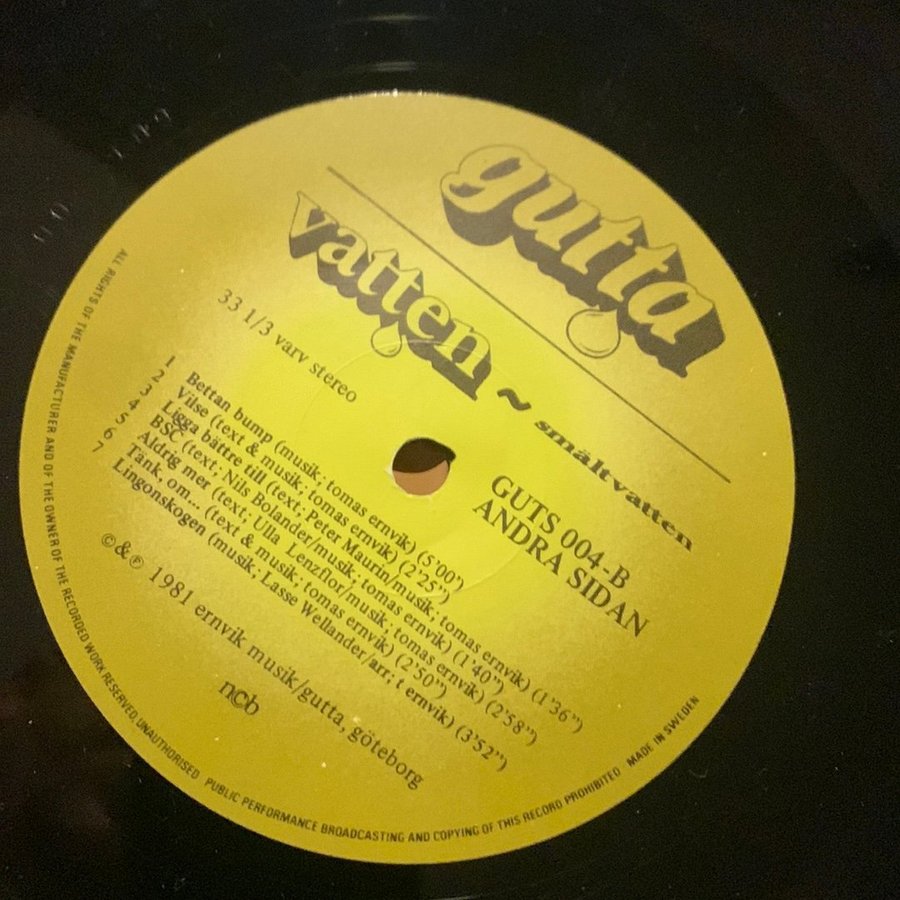 gutta
vatten ~ småltvatten
33 1/3 varv stereo
GUTS 004-B
ANDRA SIDAN
1 Bettan bump (musik; tomas ernvik) (5'00")
2 Vilse (text & musik; tomas ernvik) (2'25")
3 Ligga bättre till (text; Peter Maurin/musik; tomas ernvik) (1'36")
4 BSC (text; Nils Bolander/musik; tomas ernvik) (1'40")
5 Aldrig mer (text; Ulla Lenzflor/musik; tomas ernvik) (2'58")
6 Tänk, om... (text & musik; tomas ernvik) (2'50")
7 Lingonskogen (musik; Lasse Wellander/arr; t ernvik) (3'52")
©&℗ 1981 ernvik musik/gutta, göteborg
ncb
ALL RIGHTS OF THE MANUFACTURER AND OF THE OWNER OF THE RECORDED WORK RESERVED. UNAUTHORISED PUBLIC PERFORMANCE BROADCASTING AND COPYING OF THIS RECORD PROHIBITED MADE IN SWEDEN